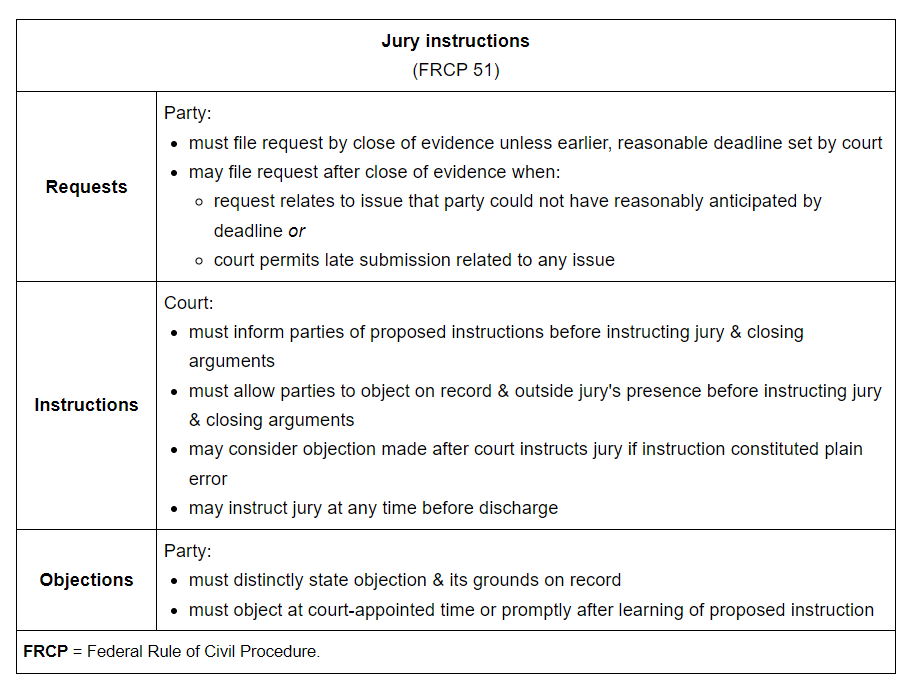 Jury instructions
(FRCP 51)
Requests
Party:
• must file request by close of evidence unless earlier, reasonable deadline set by court
• may file request after close of evidence when:
◦ request relates to issue that party could not have reasonably anticipated by
deadline or
◦ court permits late submission related to any issue
Instructions
Court:
• must inform parties of proposed instructions before instructing jury & closing
arguments
• must allow parties to object on record & outside jury's presence before instructing jury
& closing arguments
• may consider objection made after court instructs jury if instruction constituted plain
error
• may instruct jury at any time before discharge
Objections
Party:
• must distinctly state objection & its grounds on record
• must object at court-appointed time or promptly after learning of proposed instruction
FRCP = Federal Rule of Civil Procedure.